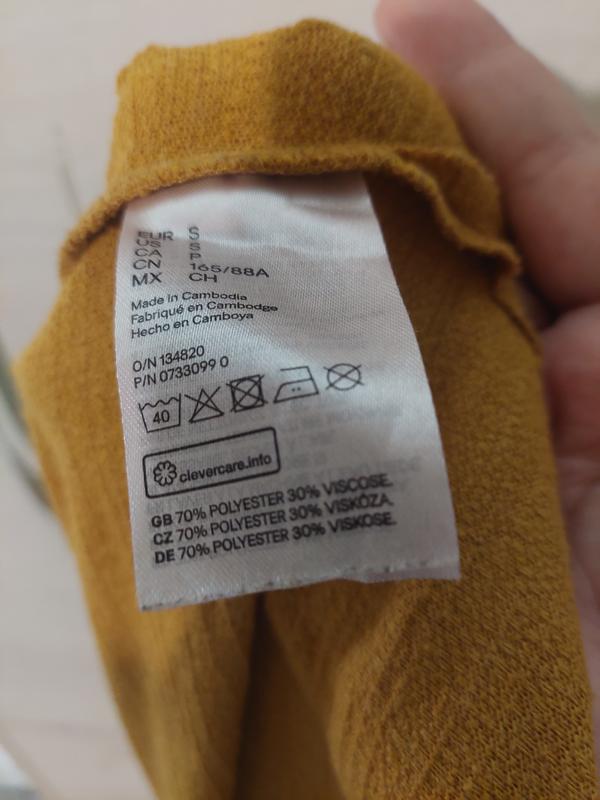 EUR S
US S
CA P
CN 165/88A
MX CH
Made in Cambodia
Fabriqué en Cambodge
Hecho en Camboya
O/N 134820
P/N 0733099 0
40
clevercare.info
GB 70% POLYESTER 30% VISCOSE.
CZ 70% POLYESTER 30% VISKÓZA.
DE 70% POLYESTER 30% VISKOSE.